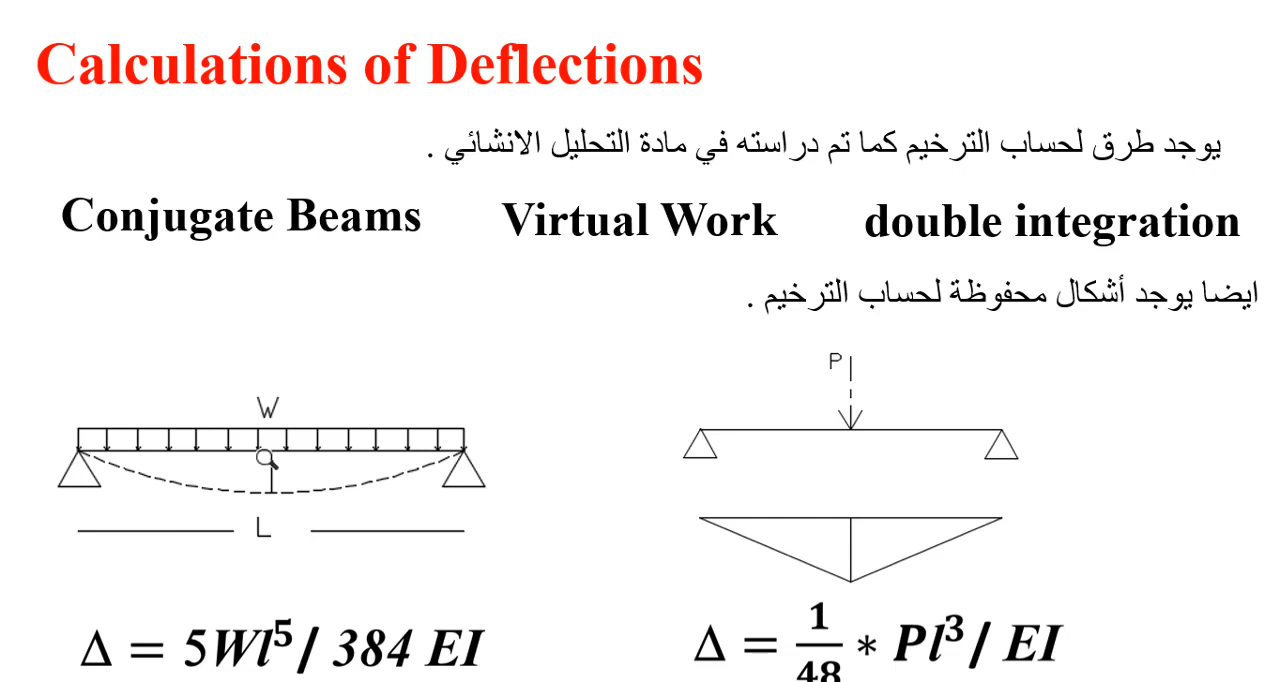 Calculations of Deflections
يوجد طرق لحساب الترخيم كما تم دراسته في مادة التحليل الانشائي .
Conjugate Beams Virtual Work double integration
ايضا يوجد أشكال محفوظة لحساب الترخيم .
W
P
L
Δ = 5Wl⁵/ 384 EI
Δ = 1/48 * Pl³/ EI